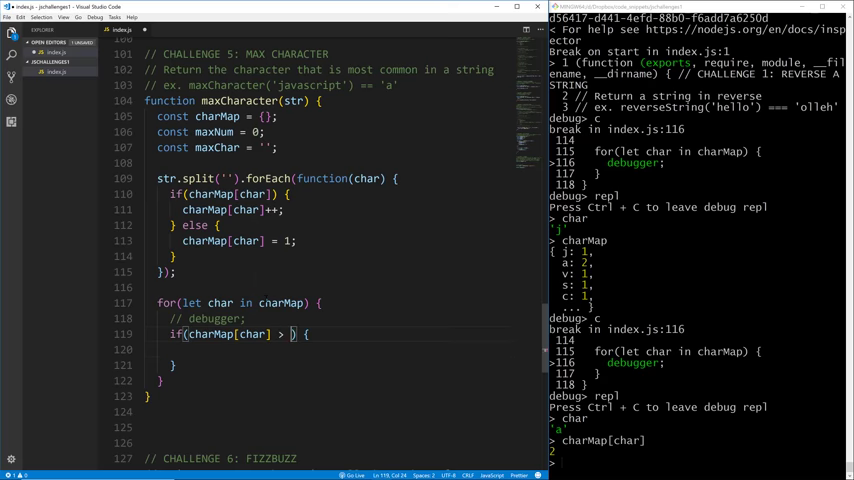 index.js - Visual Studio Code
File Edit Selection View Go Debug Tasks Help
EXPLORER
OPEN EDITORS 1 UNSAVED
index.js
JSCHALLENGES1
index.js
index.js
100
101 // CHALLENGE 5: MAX CHARACTER
102 // Return the character that is most common in a string
103 // ex. maxCharacter('javascript') == 'a'
104 function maxCharacter(str) {
105 const charMap = {};
106 const maxNum = 0;
107 const maxChar = '';
108
109 str.split('').forEach(function(char) {
110 if(charMap[char]) {
111 charMap[char]++;
112 } else {
113 charMap[char] = 1;
114 }
115 });
116
117 for(let char in charMap) {
118 // debugger;
119 if(charMap[char] > ) {
120
121 }
122 }
123 }
124
125
126
127 // CHALLENGE 6: FIZZBUZZ
1 0
Go Live Ln 119, Col 24 Spaces: 2 UTF-8 CRLF JavaScript Prettier
MINGW64:/d/Dropbox/code_snippets/jschallenges1
d56417-d441-4efd-88b0-f6add7a6250d
< For help see https://nodejs.org/en/docs/insp
ector
Beak on start in index.js:1
> 1 (function (exports, require, module, __fil
ename, __dirname) { // CHALLENGE 1: REVERSE A
STRING
2 // Return a string in reverse
3 // ex. reverseString('hello') === 'olleh'
debug> c
break in index.js:116
114
115 for(let char in charMap) {
>116 debugger;
117 }
118 }
debug> repl
Press Ctrl + C to leave debug repl
> char
'j'
> charMap
{ j: 1,
a: 2,
v: 1,
s: 1,
c: 1,
... }
debug> c
break in index.js:116
114
115 for(let char in charMap) {
>116 debugger;
117 }
118 }
debug> repl
Press Ctrl + C to leave debug repl
> char
'a'
> charMap[char]
2
>